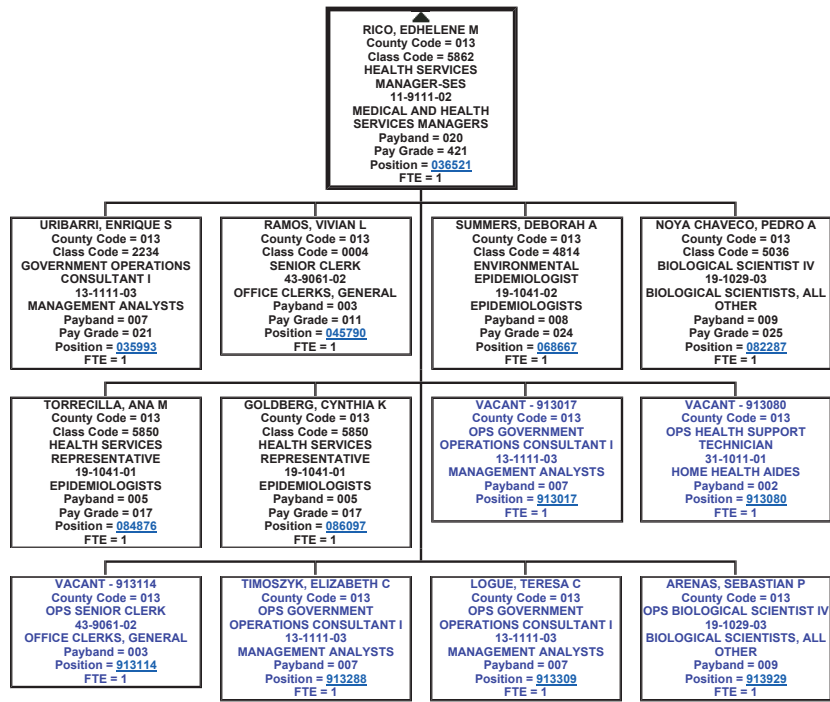 RICO, EDHELENE M
County Code = 013
Class Code = 5862
HEALTH SERVICES
MANAGER-SES
11-9111-02
MEDICAL AND HEALTH
SERVICES MANAGERS
Payband = 020
Pay Grade = 421
Position = 036521
FTE = 1
URIBARRI, ENRIQUE S
County Code = 013
Class Code = 2234
GOVERNMENT OPERATIONS
CONSULTANT I
13-1111-03
MANAGEMENT ANALYSTS
Payband = 007
Pay Grade = 021
Position = 035993
FTE = 1
RAMOS, VIVIAN L
County Code = 013
Class Code = 0004
SENIOR CLERK
43-9061-02
OFFICE CLERKS, GENERAL
Payband = 003
Pay Grade = 011
Position = 045790
FTE = 1
SUMMERS, DEBORAH A
County Code = 013
Class Code = 4814
ENVIRONMENTAL
EPIDEMIOLOGIST
19-1041-02
EPIDEMIOLOGISTS
Payband = 008
Pay Grade = 024
Position = 068667
FTE = 1
NOYA CHAVECO, PEDRO A
County Code = 013
Class Code = 5036
BIOLOGICAL SCIENTIST IV
19-1029-03
BIOLOGICAL SCIENTISTS, ALL
OTHER
Payband = 009
Pay Grade = 025
Position = 082287
FTE = 1
TORRECILLA, ANA M
County Code = 013
Class Code = 5850
HEALTH SERVICES
REPRESENTATIVE
19-1041-01
EPIDEMIOLOGISTS
Payband = 005
Pay Grade = 017
Position = 084876
FTE = 1
GOLDBERG, CYNTHIA K
County Code = 013
Class Code = 5850
HEALTH SERVICES
REPRESENTATIVE
19-1041-01
EPIDEMIOLOGISTS
Payband = 005
Pay Grade = 017
Position = 086097
FTE = 1
VACANT - 913017
County Code = 013
OPS GOVERNMENT
OPERATIONS CONSULTANT I
13-1111-03
MANAGEMENT ANALYSTS
Payband = 007
Position = 913017
FTE = 1
VACANT - 913080
County Code = 013
OPS HEALTH SUPPORT
TECHNICIAN
31-1011-01
HOME HEALTH AIDES
Payband = 002
Position = 913080
FTE = 1
VACANT - 913114
County Code = 013
OPS SENIOR CLERK
43-9061-02
OFFICE CLERKS, GENERAL
Payband = 003
Position = 913114
FTE = 1
TIMOSZYK, ELIZABETH C
County Code = 013
OPS GOVERNMENT
OPERATIONS CONSULTANT I
13-1111-03
MANAGEMENT ANALYSTS
Payband = 007
Position = 913288
FTE = 1
LOGUE, TERESA C
County Code = 013
OPS GOVERNMENT
OPERATIONS CONSULTANT I
13-1111-03
MANAGEMENT ANALYSTS
Payband = 007
Position = 913309
FTE = 1
ARENAS, SEBASTIAN P
County Code = 013
OPS BIOLOGICAL SCIENTIST IV
19-1029-03
BIOLOGICAL SCIENTISTS, ALL
OTHER
Payband = 009
Position = 913929
FTE = 1